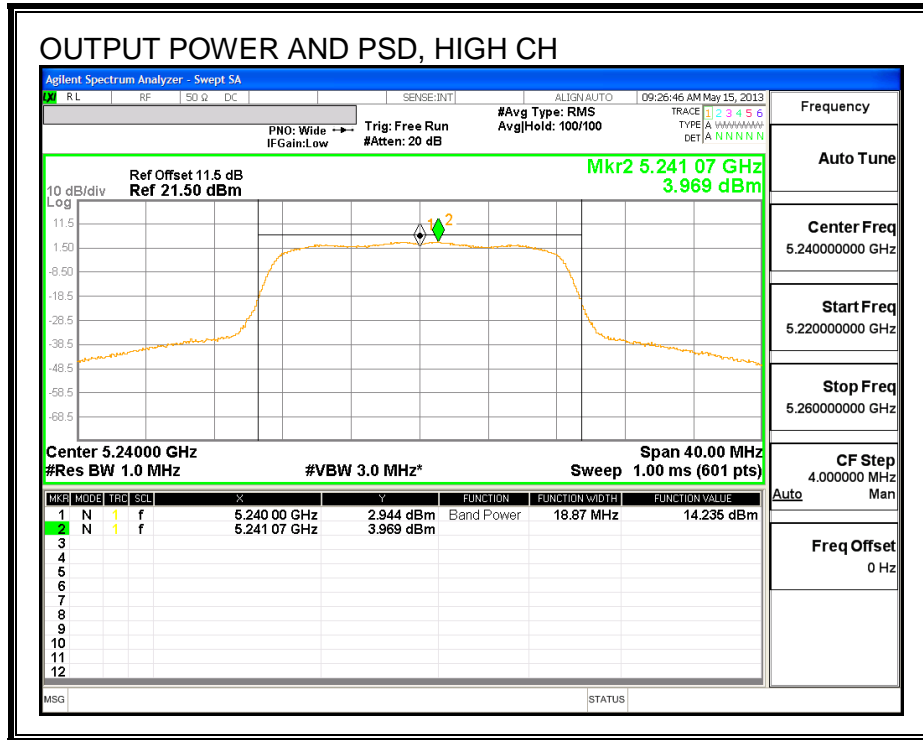 OUTPUT POWER AND PSD, HIGH CH
Agilent Spectrum Analyzer - Swept SA
LXI RL RF 50 Ω DC SENSE:INT ALIGN AUTO 09:26:46 AM May 15, 2013
PNO: Wide Trig: Free Run #Avg Type: RMS TRACE 1 2 3 4 5 6
IFGain:Low #Atten: 20 dB Avg|Hold: 100/100 TYPE A WWWWW
DET A N N N N N
Mkr2 5.241 07 GHz
3.969 dBm
Ref Offset 11.5 dB
10 dB/div Ref 21.50 dBm
Log
1 2
11.5
1.50
-8.50
-18.5
-28.5
-38.5
-48.5
-58.5
-68.5
Center 5.24000 GHz Span 40.00 MHz
#Res BW 1.0 MHz #VBW 3.0 MHz* Sweep 1.00 ms (601 pts)
MKR MODE TRC SCL X Y FUNCTION FUNCTION WIDTH FUNCTION VALUE
1 N 1 f 5.240 00 GHz 2.944 dBm Band Power 18.87 MHz 14.235 dBm
2 N 1 f 5.241 07 GHz 3.969 dBm
3
4
5
6
7
8
9
10
11
12
MSG STATUS
Frequency
Auto Tune
Center Freq
5.240000000 GHz
Start Freq
5.220000000 GHz
Stop Freq
5.260000000 GHz
CF Step
4.000000 MHz
Auto Man
Freq Offset
0 Hz